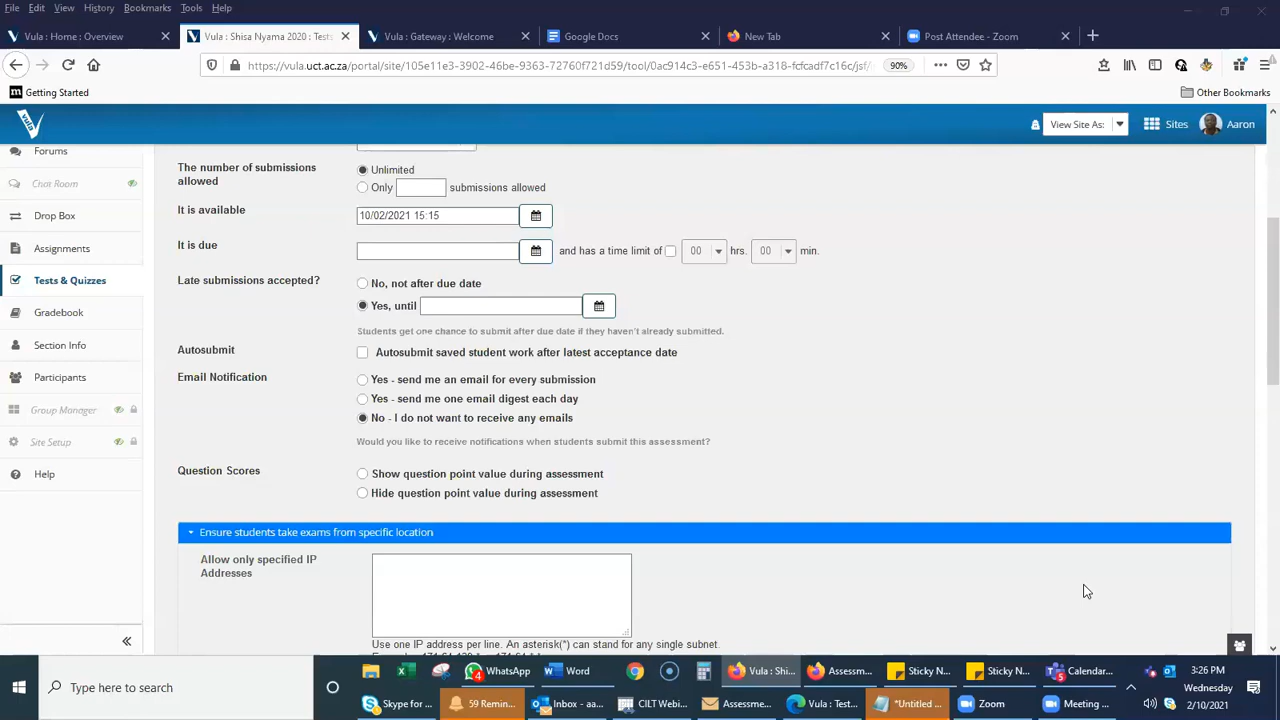 File Edit View History Bookmarks Tools Help
Vula : Home : Overview Vula : Shisa Nyama 2020 : Tests Vula : Gateway : Welcome Google Docs New Tab Post Attendee - Zoom
https://vula.uct.ac.za/portal/site/105e11e3-3902-46be-9363-72760f721d59/tool/0ac914c3-e651-453b-a318-fcfcadf7c16c/jsf/ 90%
Getting Started Other Bookmarks
vula View Site As: Sites Aaron
Forums
Chat Room
Drop Box
Assignments
Tests & Quizzes
Gradebook
Section Info
Participants
Group Manager
Site Setup
Help
The number of submissions allowed
Unlimited
Only submissions allowed
It is available 10/02/2021 15:15
It is due and has a time limit of 00 hrs. 00 min.
Late submissions accepted? No, not after due date
Yes, until
Students get one chance to submit after due date if they haven't already submitted.
Autosubmit Autosubmit saved student work after latest acceptance date
Email Notification Yes - send me an email for every submission
Yes - send me one email digest each day
No - I do not want to receive any emails
Would you like to receive notifications when students submit this assessment?
Question Scores Show question point value during assessment
Hide question point value during assessment
Ensure students take exams from specific location
Allow only specified IP Addresses
Use one IP address per line. An asterisk(*) can stand for any single subnet.
Type here to search
4 WhatsApp Word Vula : Shi... Assessm... Sticky N... Sticky N... 5 Calendar...
Skype for ... 59 Remin... Inbox - aa... CILT Webi... Assessme... Vula : Test... *Untitled ... Zoom Meeting ...
3:26 PM
Wednesday
2/10/2021